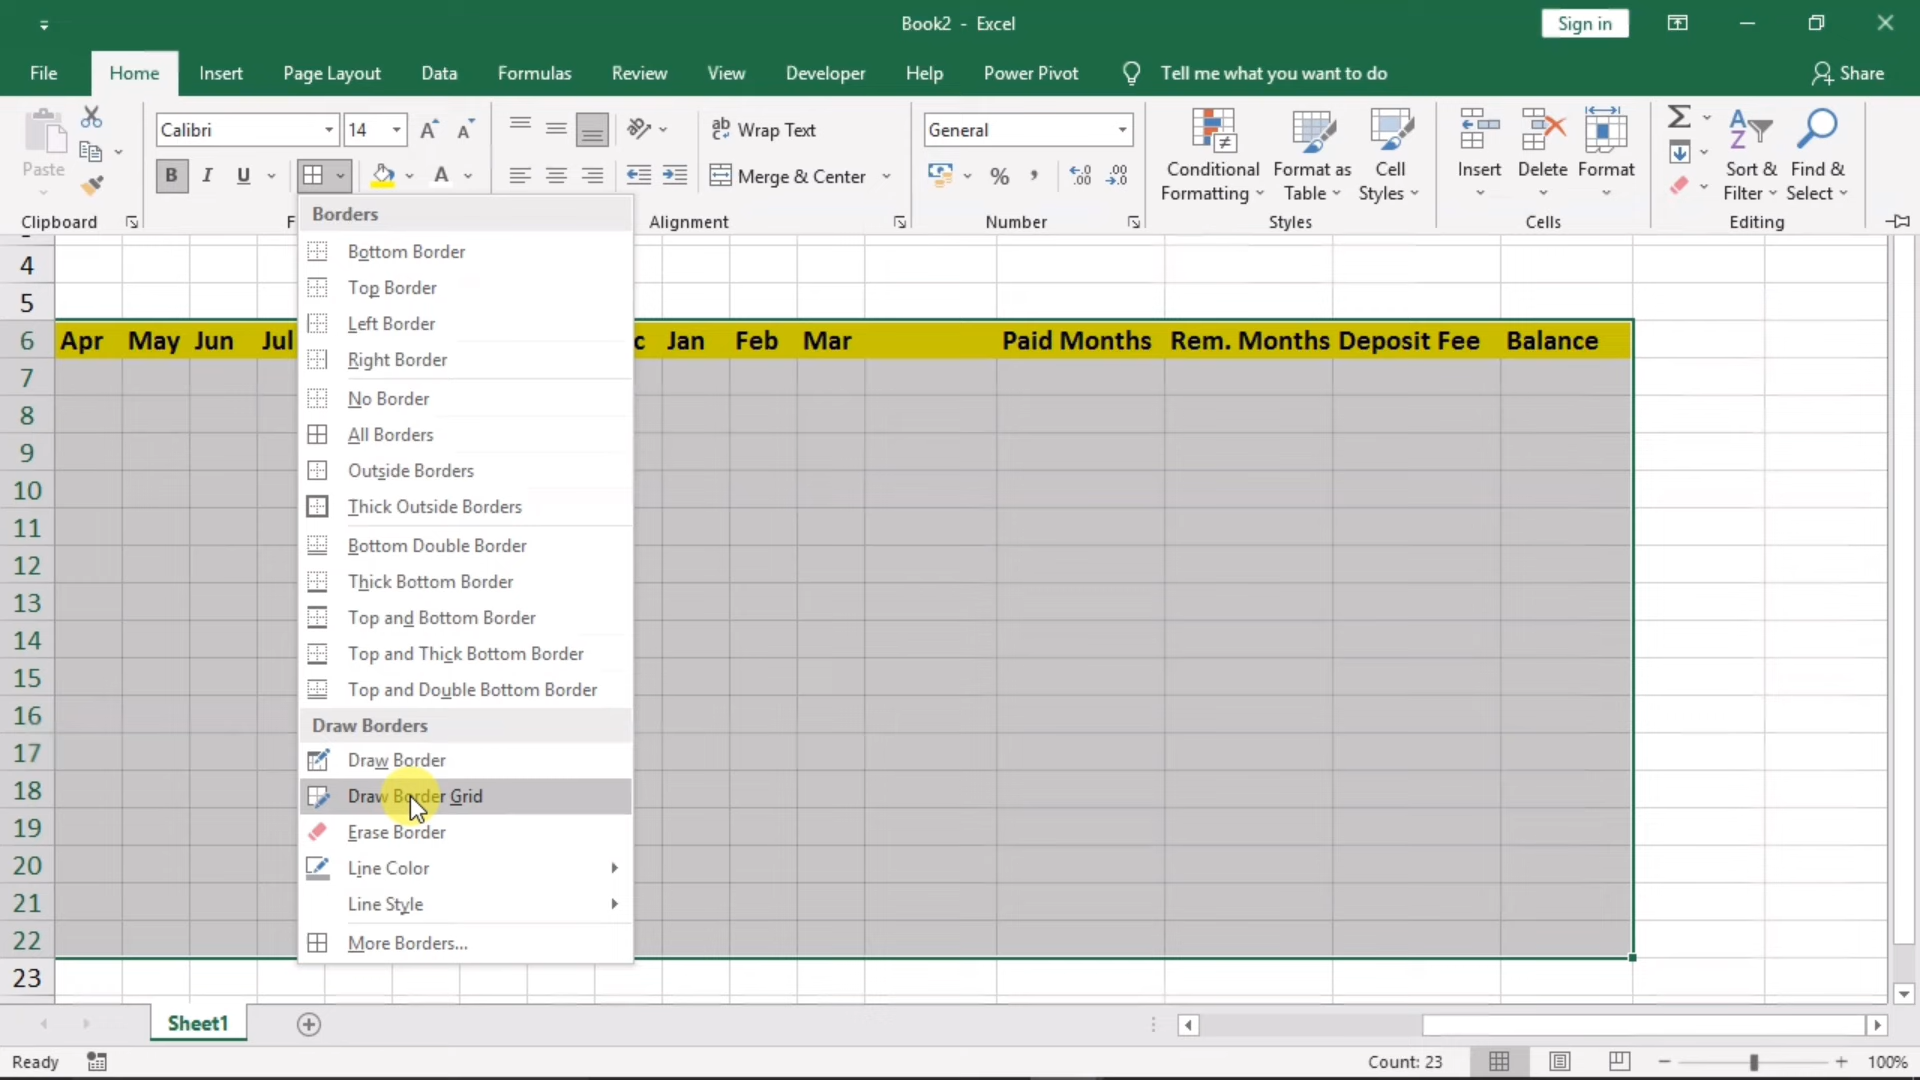 Book2 - Excel
Sign in
File
Home
Insert
Page Layout
Data
Formulas
Review
View
Developer
Help
Power Pivot
Tell me what you want to do
Share
Paste
Clipboard
Calibri
14
B I U
A
F
Wrap Text
Merge & Center
Alignment
General
%
Number
Conditional Formatting
Format as Table
Cell Styles
Styles
Insert
Delete
Format
Cells
Sort & Filter
Find & Select
Editing
Borders
Bottom Border
Top Border
Left Border
Right Border
No Border
All Borders
Outside Borders
Thick Outside Borders
Bottom Double Border
Thick Bottom Border
Top and Bottom Border
Top and Thick Bottom Border
Top and Double Bottom Border
Draw Borders
Draw Border
Draw Border Grid
Erase Border
Line Color
Line Style
More Borders...
4
5
6 Apr May Jun Jul c Jan Feb Mar Paid Months Rem. Months Deposit Fee Balance
7
8
9
10
11
12
13
14
15
16
17
18
19
20
21
22
23
Sheet1
Ready
Count: 23
100%